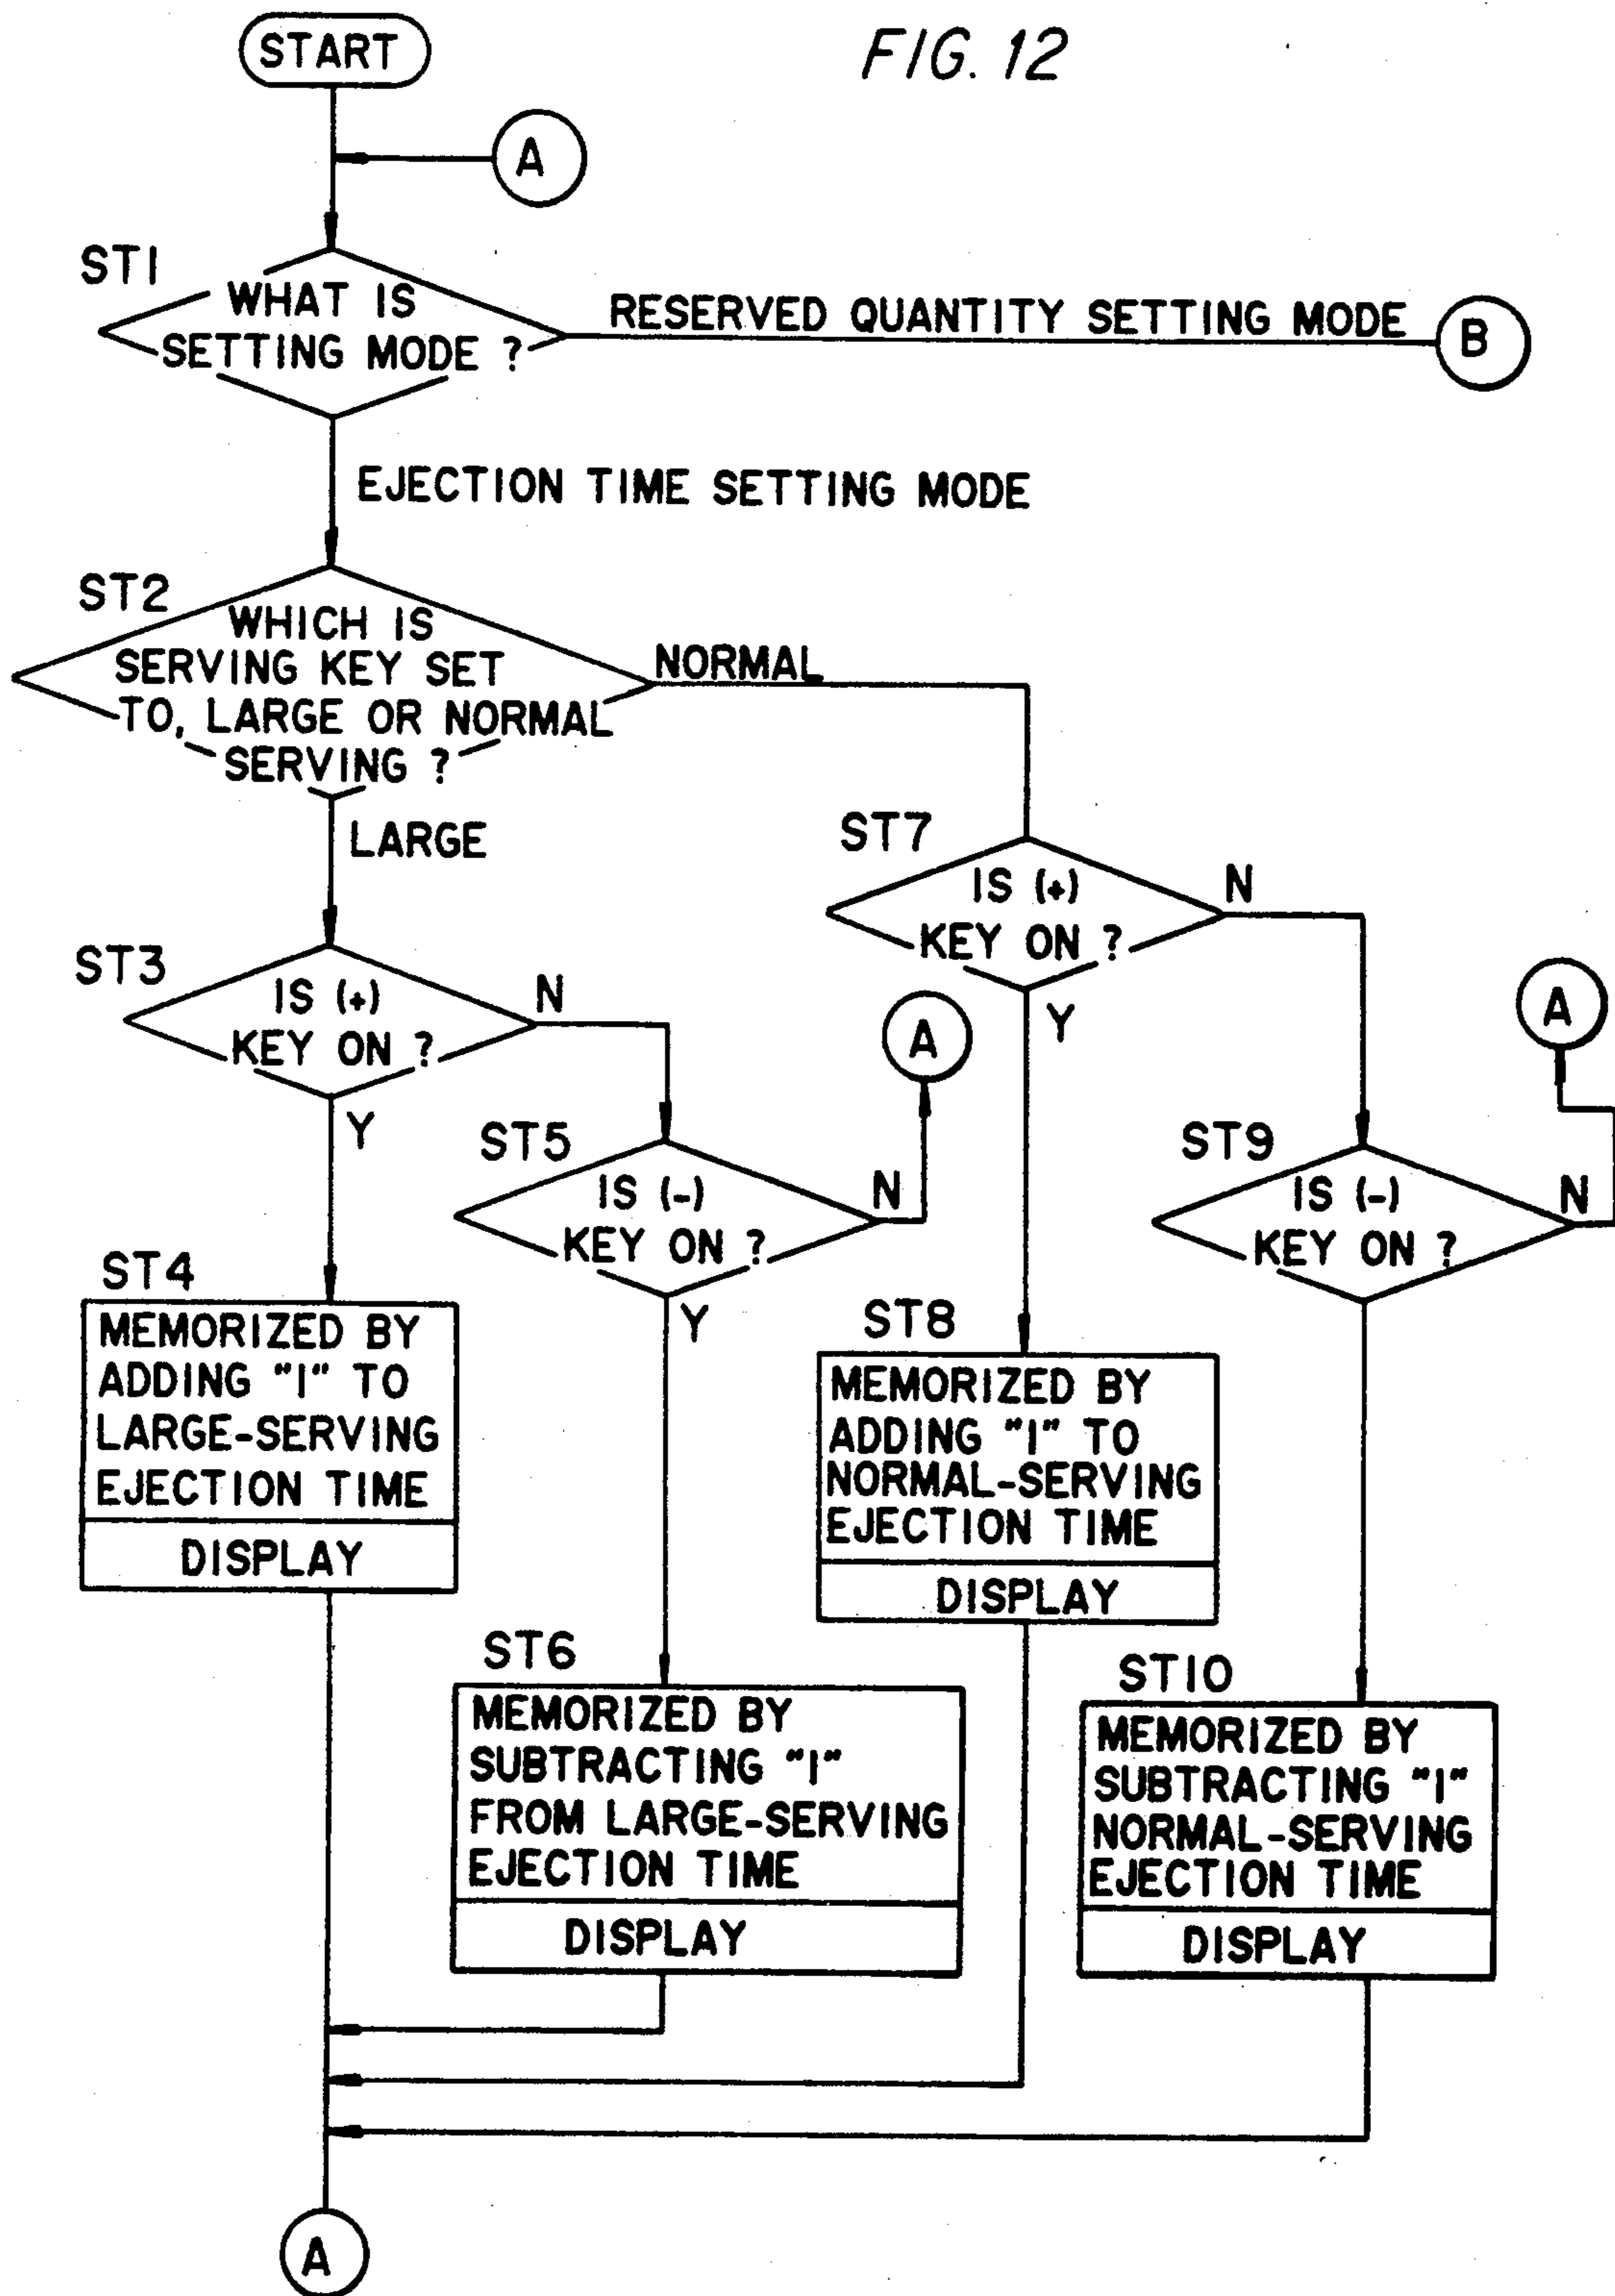 FIG. 12
START
A
ST1
WHAT IS
SETTING MODE ?
RESERVED QUANTITY SETTING MODE
B
EJECTION TIME SETTING MODE
ST2
WHICH IS
SERVING KEY SET
TO, LARGE OR NORMAL
SERVING ?
NORMAL
LARGE
ST3
IS (+)
KEY ON ?
N
Y
ST4
MEMORIZED BY
ADDING "1" TO
LARGE-SERVING
EJECTION TIME
DISPLAY
ST5
IS (-)
KEY ON ?
N
A
Y
ST6
MEMORIZED BY
SUBTRACTING "1"
FROM LARGE-SERVING
EJECTION TIME
DISPLAY
ST7
IS (+)
KEY ON ?
N
Y
ST8
MEMORIZED BY
ADDING "1" TO
NORMAL-SERVING
EJECTION TIME
DISPLAY
ST9
IS (-)
KEY ON ?
N
A
ST10
MEMORIZED BY
SUBTRACTING "1"
NORMAL-SERVING
EJECTION TIME
DISPLAY
A